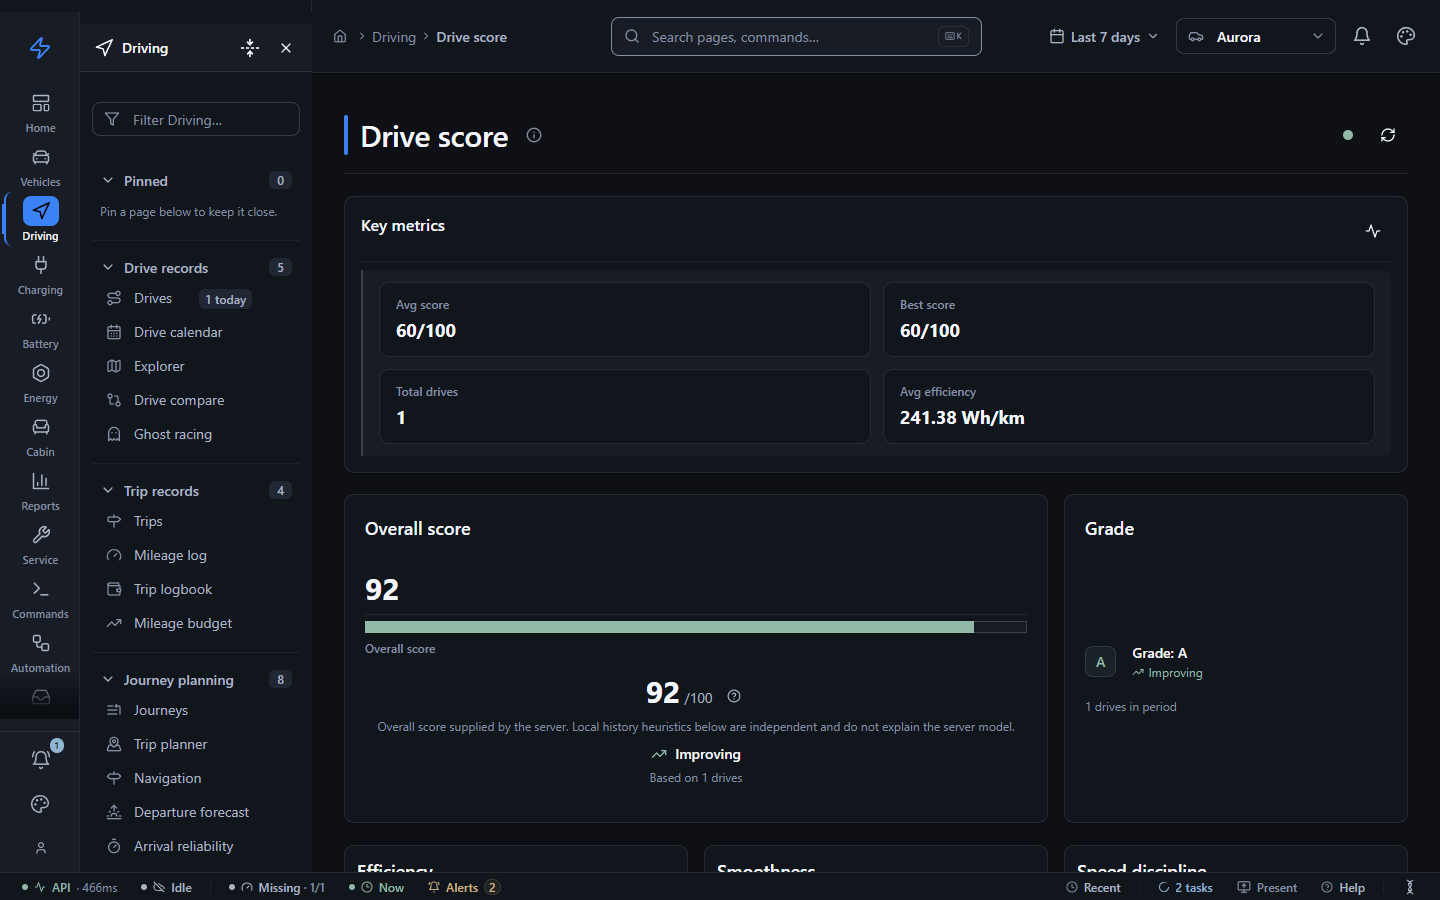 Home
Vehicles
Driving
Charging
Battery
Energy
Cabin
Reports
Service
Commands
Automation
1
Driving
Filter Driving...
Pinned 0
Pin a page below to keep it close.
Drive records 5
Drives 1 today
Drive calendar
Explorer
Drive compare
Ghost racing
Trip records 4
Trips
Mileage log
Trip logbook
Mileage budget
Journey planning 8
Journeys
Trip planner
Navigation
Departure forecast
Arrival reliability
Driving Drive score
Search pages, commands... K
Last 7 days
Aurora
Drive score
Key metrics
Avg score
60/100
Best score
60/100
Total drives
1
Avg efficiency
241.38 Wh/km
Overall score
92
Overall score
92 /100
Overall score supplied by the server. Local history heuristics below are independent and do not explain the server model.
Improving
Based on 1 drives
Grade
A
Grade: A
Improving
1 drives in period
Efficiency
Smoothness
Speed discipline
API · 466ms
Idle
Missing · 1/1
Now
Alerts 2
Recent
2 tasks
Present
Help